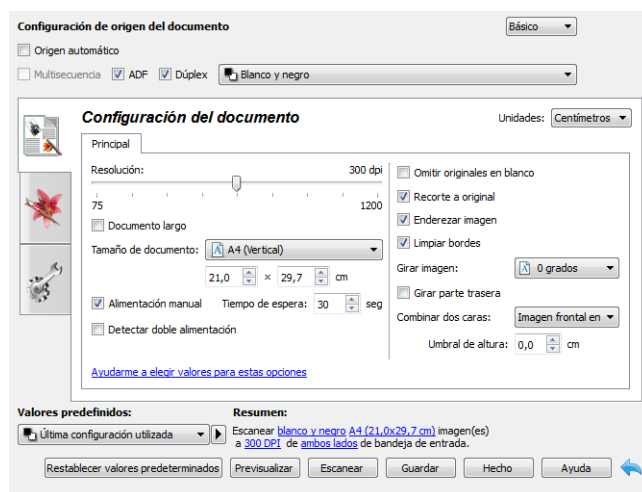 Configuración de origen del documento
Básico
Origen automático
Multisecuencia ADF Dúplex Blanco y negro
Configuración del documento
Unidades: Centímetros
Principal
Resolución: 300 dpi
75 1200
Documento largo
Tamaño de documento: A4 (Vertical)
21,0 × 29,7 cm
Alimentación manual Tiempo de espera: 30 seg
Detectar doble alimentación
Ayudarme a elegir valores para estas opciones
Omitir originales en blanco
Recorte a original
Enderezar imagen
Limpiar bordes
Girar imagen: 0 grados
Girar parte trasera
Combinar dos caras: Imagen frontal en
Umbral de altura: 0,0 cm
Valores predefinidos:
Última configuración utilizada
Resumen:
Escanear blanco y negro A4 (21,0x29,7 cm) imagen(es)
a 300 DPI de ambos lados de bandeja de entrada.
Restablecer valores predeterminados Previsualizar Escanear Guardar Hecho Ayuda